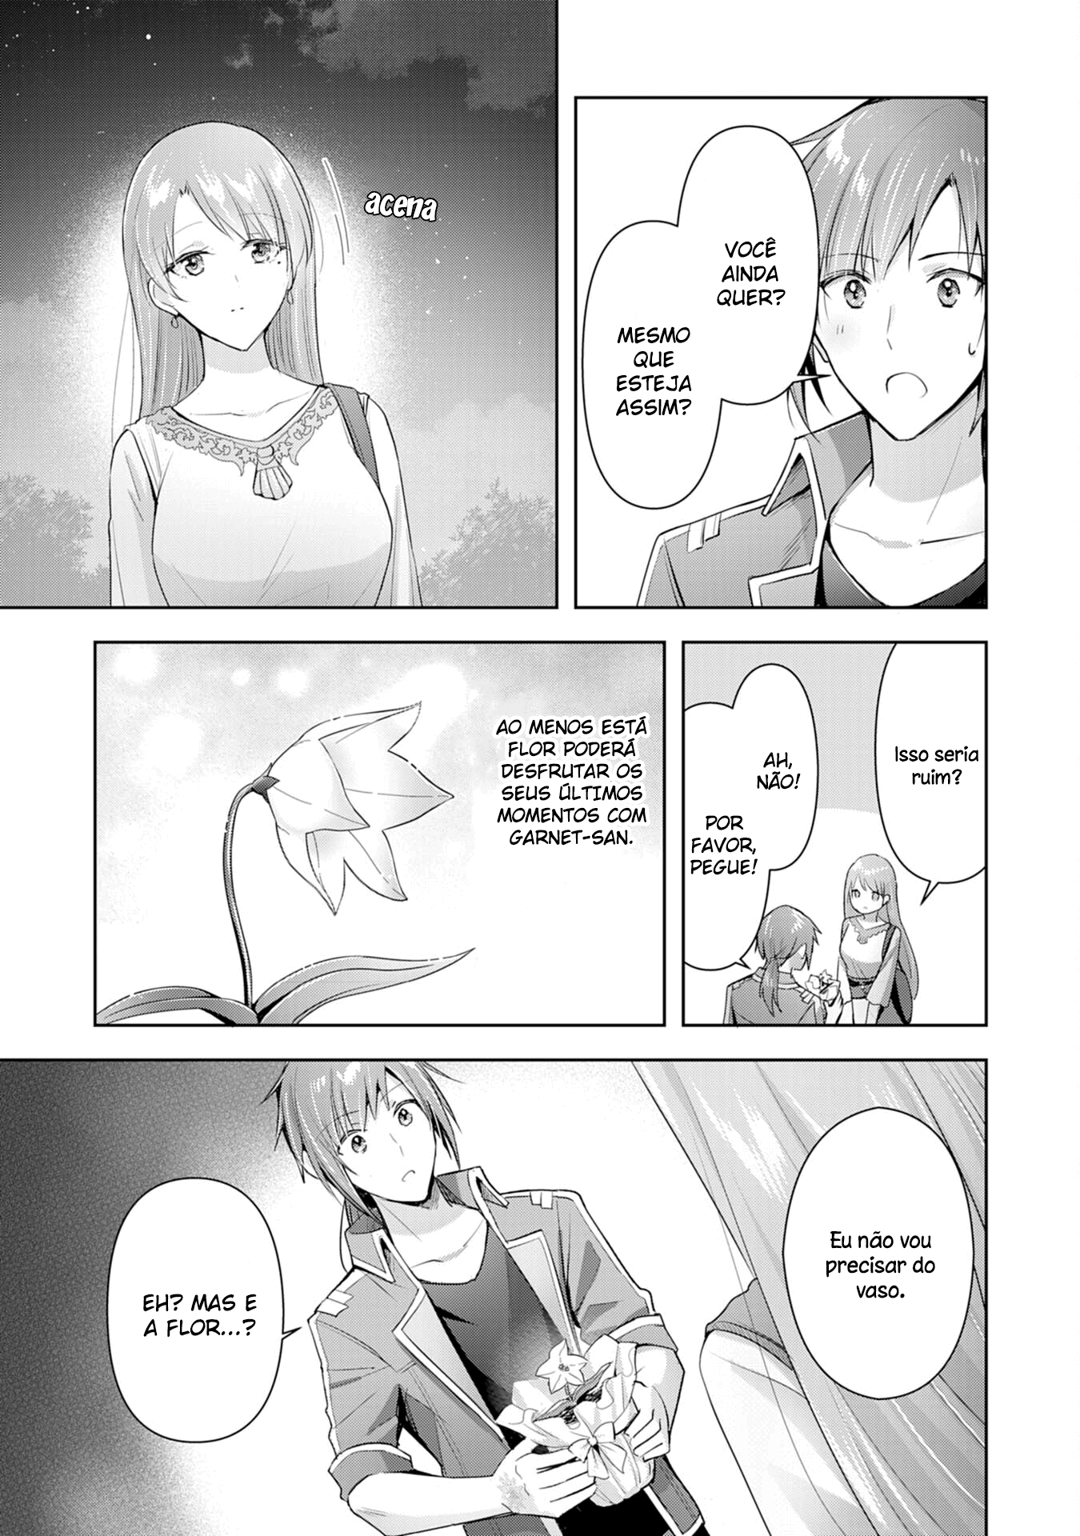 VOCÊ
AINDA
QUER?
MESMO
QUE
ESTEJA
ASSIM?
acena
Isso seria
ruim?
AH,
NÃO!
POR
FAVOR,
PEGUE!
AO MENOS ESTÁ
FLOR PODERÁ
DESFRUTAR OS
SEUS ÚLTIMOS
MOMENTOS COM
GARNET-SAN.
Eu não vou
precisar do
vaso.
EH? MAS E
A FLOR...?